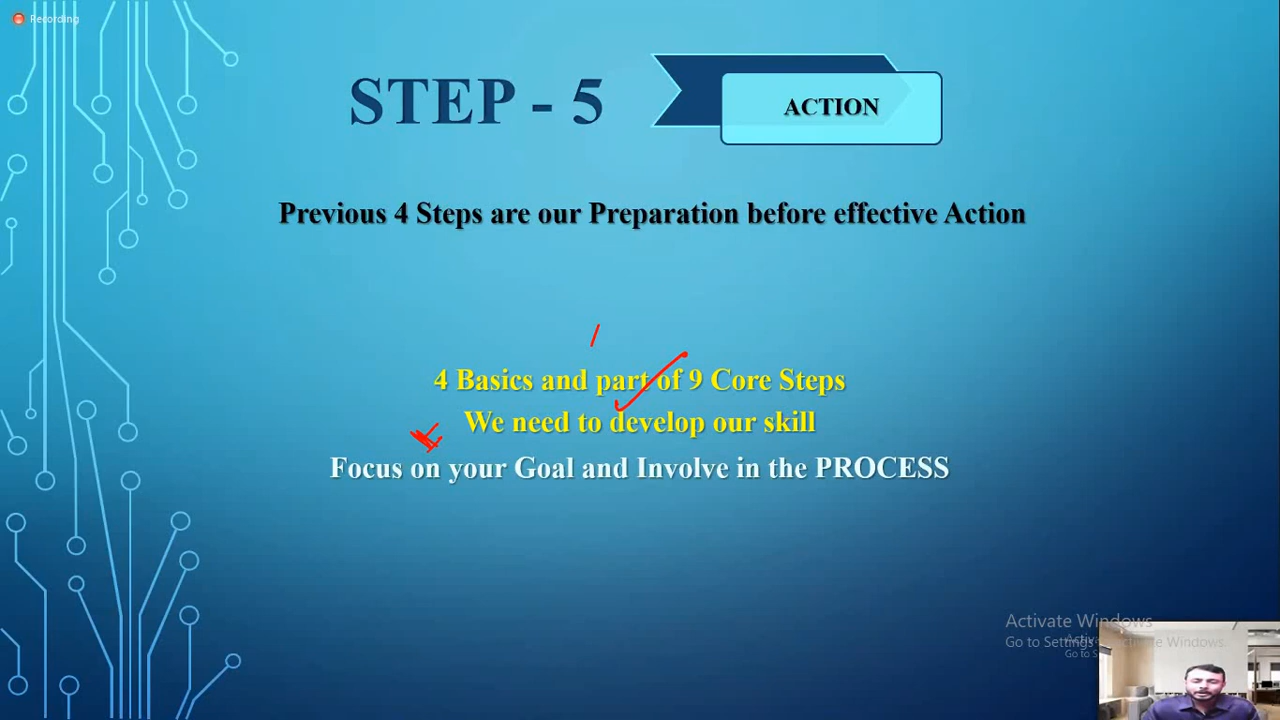 Recording
STEP - 5
ACTION
Previous 4 Steps are our Preparation before effective Action
4 Basics and part of 9 Core Steps
We need to develop our skill
Focus on your Goal and Involve in the PROCESS
Activate Windows
Go to Settings to activate Windows.